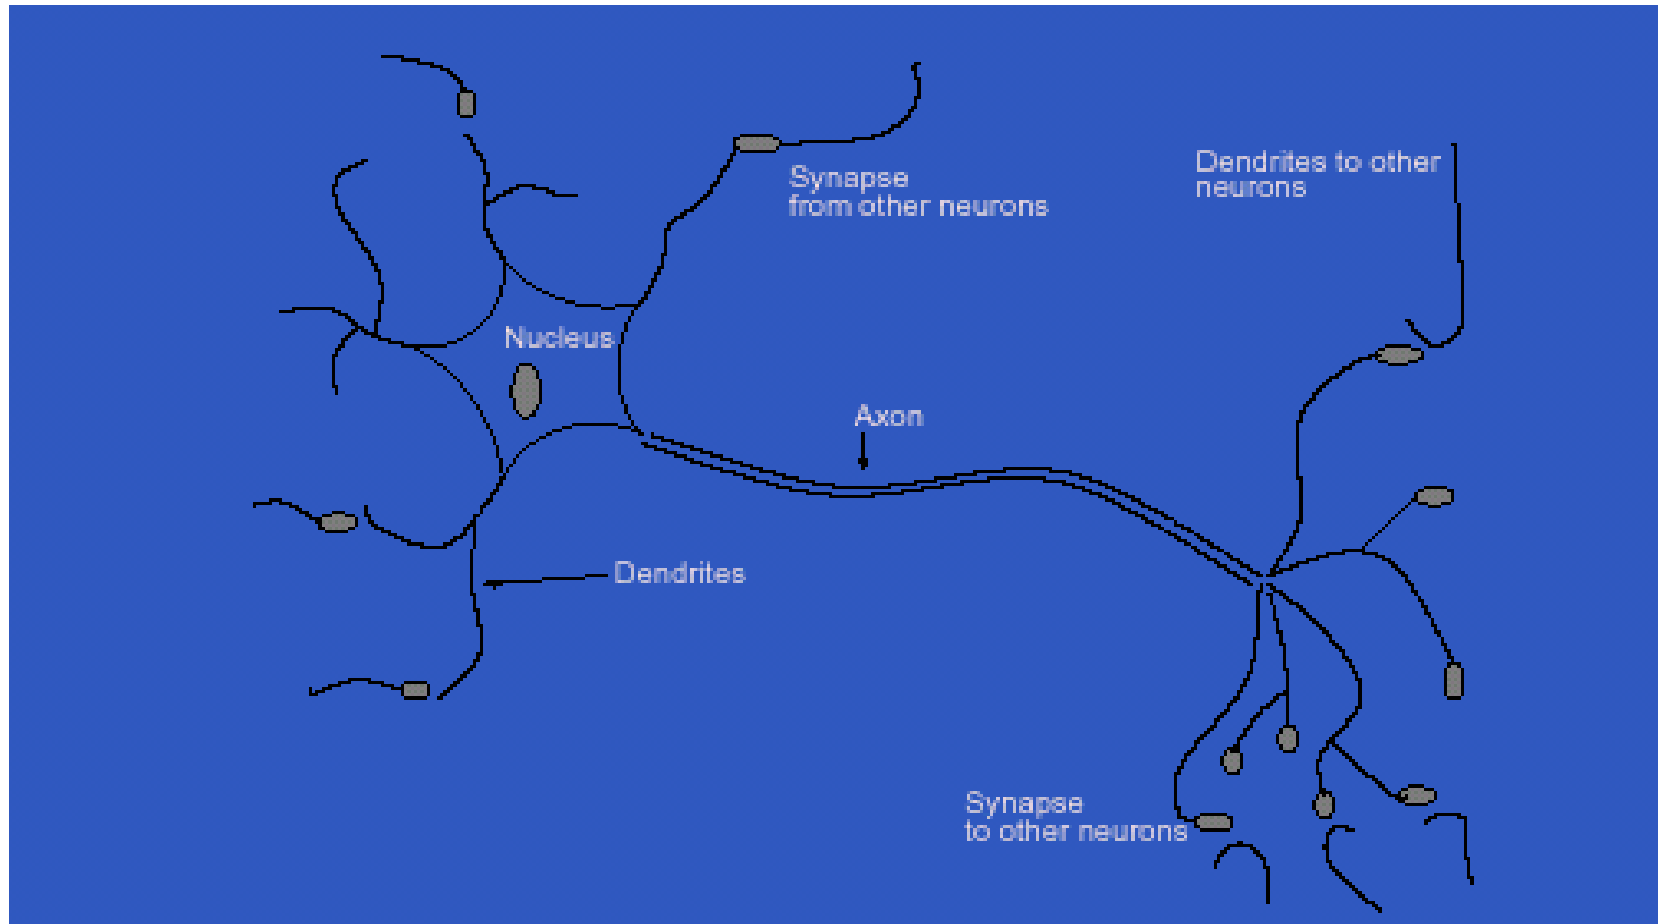 Dendrites to other
neurons
Synapse
from other neurons
Nucleus
Axon
Dendrites
Synapse
to other neurons